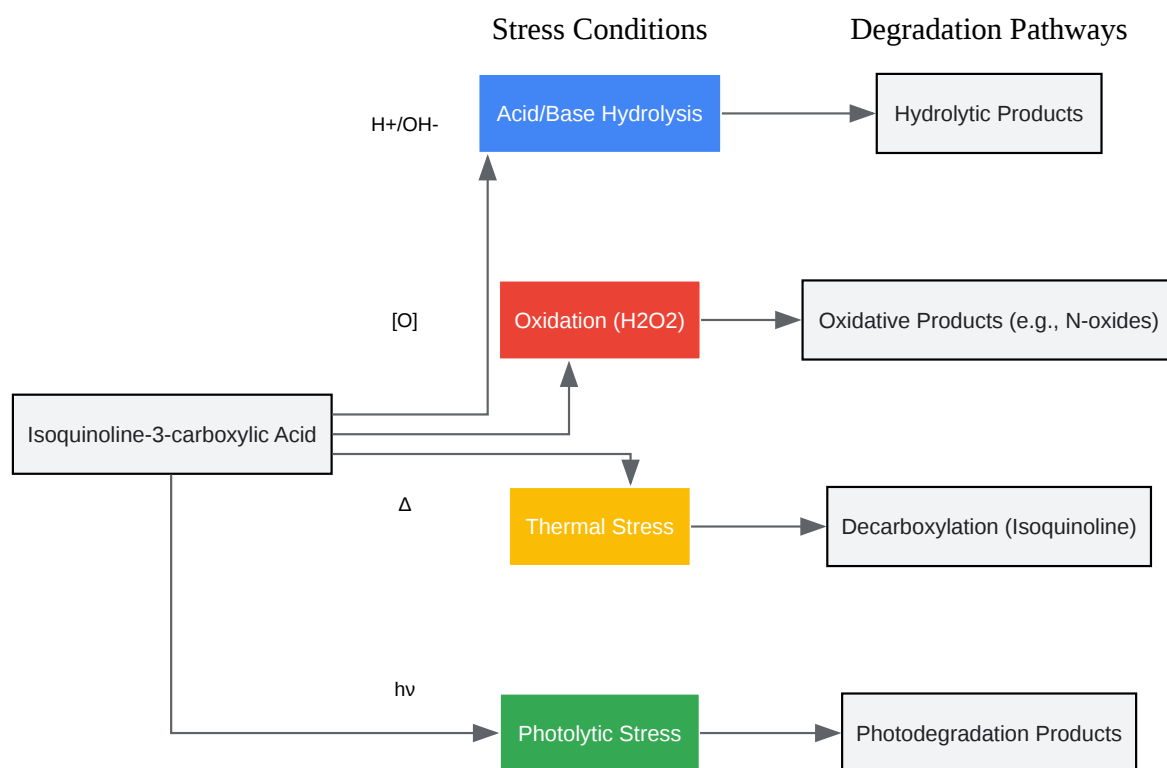 Stress Conditions
Degradation Pathways
H+/OH-
Acid/Base Hydrolysis
Hydrolytic Products
[O]
Oxidation (H2O2)
Oxidative Products (e.g., N-oxides)
Isoquinoline-3-carboxylic Acid
Δ
Thermal Stress
Decarboxylation (Isoquinoline)
hν
Photolytic Stress
Photodegradation Products